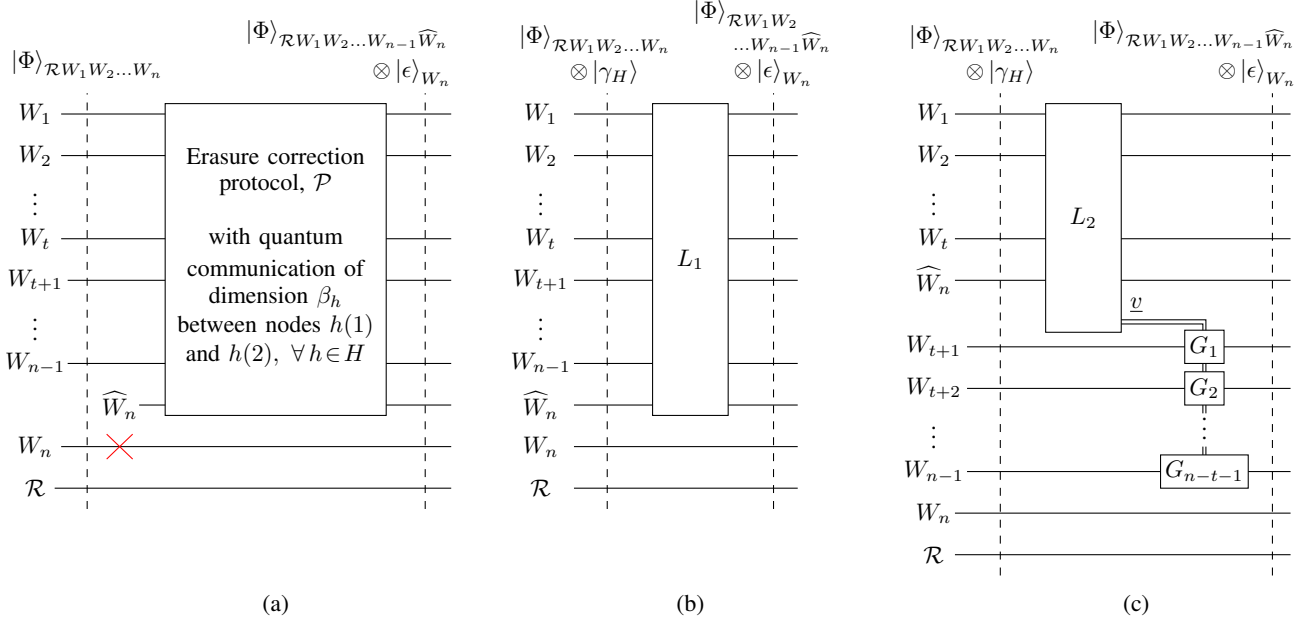 |Φ⟩_{ℛW_1W_2…W_n}
|Φ⟩_{ℛW_1W_2…W_{n−1}\widehat{W}_n}
⊗ |ϵ⟩_{W_n}
W_1
W_2
⋮
W_t
W_{t+1}
⋮
W_{n−1}
\widehat{W}_n
W_n
ℛ
Erasure correction
protocol, 𝒫
with quantum
communication of
dimension β_h
between nodes h(1)
and h(2), ∀ h∈H
(a)
|Φ⟩_{ℛW_1W_2…W_n}
⊗ |γ_H⟩
|Φ⟩_{ℛW_1W_2
…W_{n−1}\widehat{W}_n}
⊗ |ϵ⟩_{W_n}
W_1
W_2
⋮
W_t
W_{t+1}
⋮
W_{n−1}
\widehat{W}_n
W_n
ℛ
L_1
(b)
|Φ⟩_{ℛW_1W_2…W_n}
⊗ |γ_H⟩
|Φ⟩_{ℛW_1W_2…W_{n−1}\widehat{W}_n}
⊗ |ϵ⟩_{W_n}
W_1
W_2
⋮
W_t
\widehat{W}_n
L_2
\underline{v}
W_{t+1} G_1
W_{t+2} G_2
⋮ ⋮
W_{n−1} G_{n−t−1}
W_n
ℛ
(c)